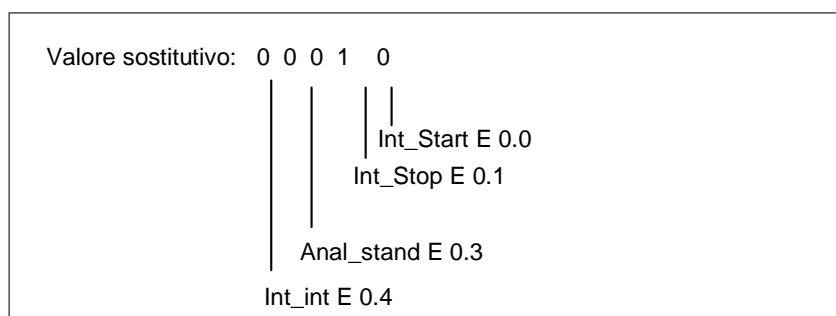 Valore sostitutivo: 0 0 0 1 0
Int_Start E 0.0
Int_Stop E 0.1
Anal_stand E 0.3
Int_int E 0.4